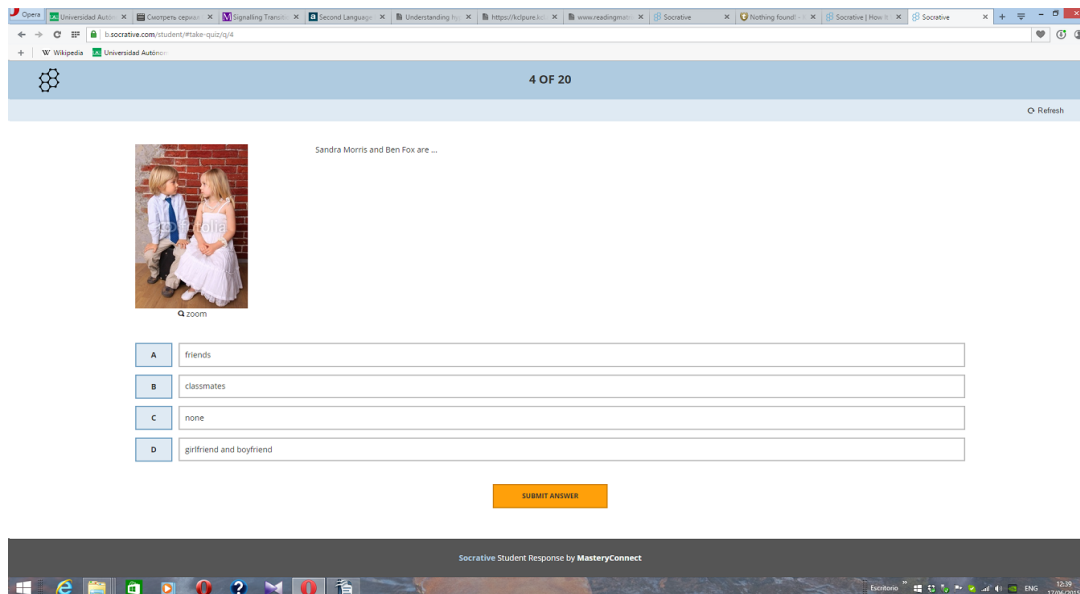 Opera
Universidad Autón
Смотреть сериал
Signalling Transiti
Second Language
Understanding hy
https://kclpure.kcl
www.readingmatri
Socrative
Nothing found! -
Socrative | How It
Socrative
b.socrative.com/student/#take-quiz/q/4
W Wikipedia Universidad Autónom
4 OF 20
Refresh
Sandra Morris and Ben Fox are ...
fotolia
zoom
A friends
B classmates
C none
D girlfriend and boyfriend
SUBMIT ANSWER
Socrative Student Response by MasteryConnect
Escritorio ENG 12:39